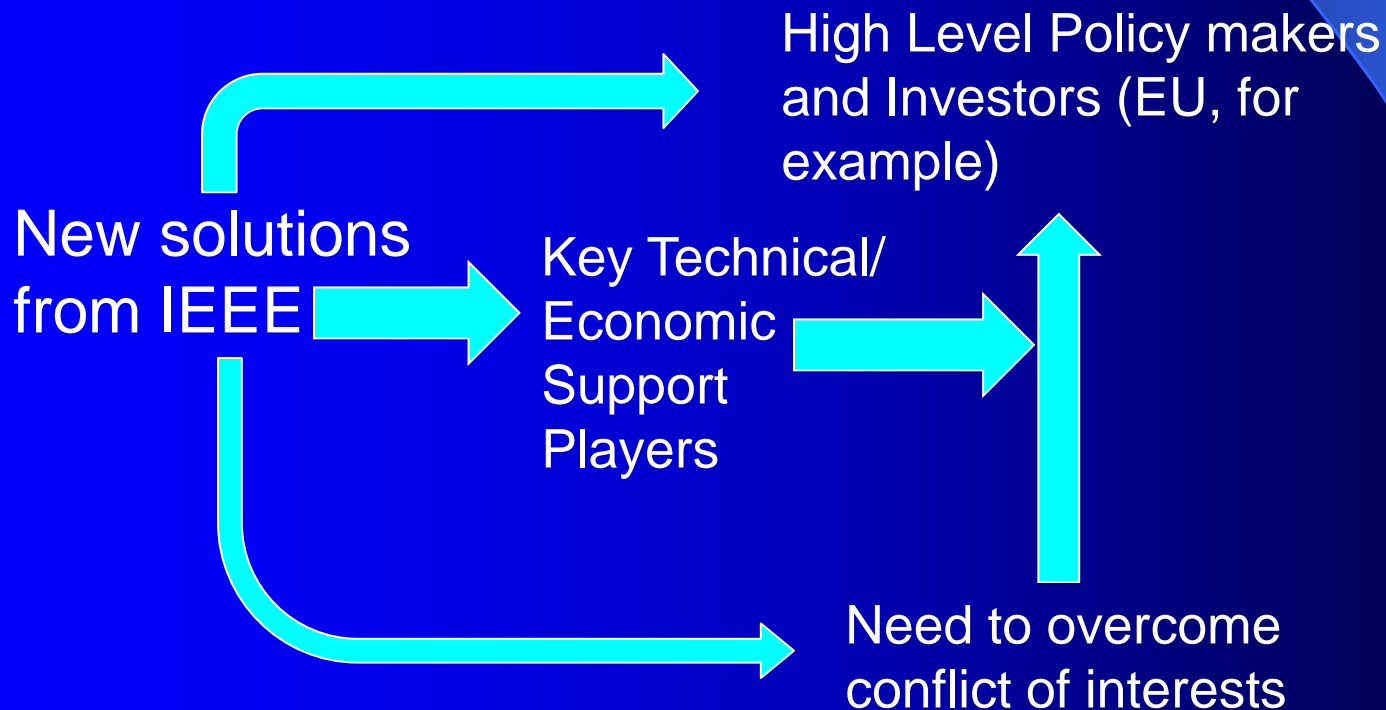 High Level Policy makers
and Investors (EU, for
example)
New solutions
from IEEE
Key Technical/
Economic
Support
Players
Need to overcome
conflict of interests